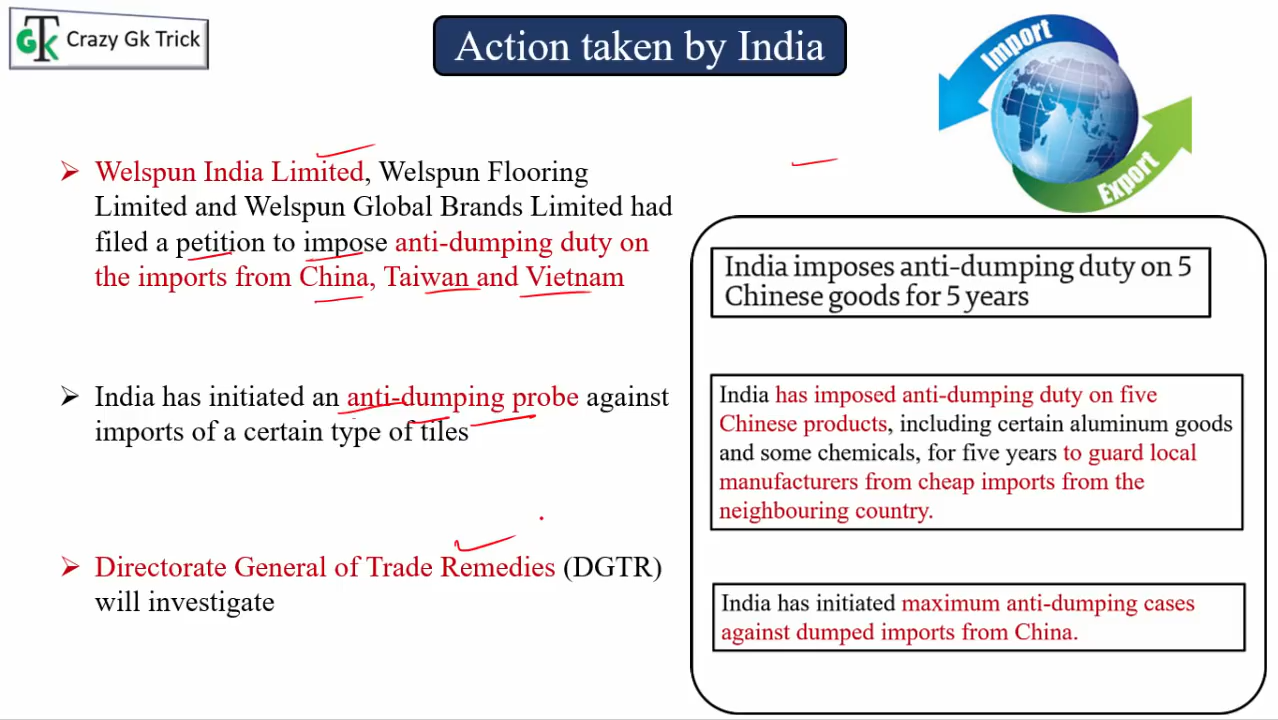 GTK Crazy Gk Trick
Action taken by India
Import
Export
Welspun India Limited, Welspun Flooring
Limited and Welspun Global Brands Limited had
filed a petition to impose anti-dumping duty on
the imports from China, Taiwan and Vietnam
India has initiated an anti-dumping probe against
imports of a certain type of tiles
Directorate General of Trade Remedies (DGTR)
will investigate
India imposes anti-dumping duty on 5
Chinese goods for 5 years
India has imposed anti-dumping duty on five
Chinese products, including certain aluminum goods
and some chemicals, for five years to guard local
manufacturers from cheap imports from the
neighbouring country.
India has initiated maximum anti-dumping cases
against dumped imports from China.